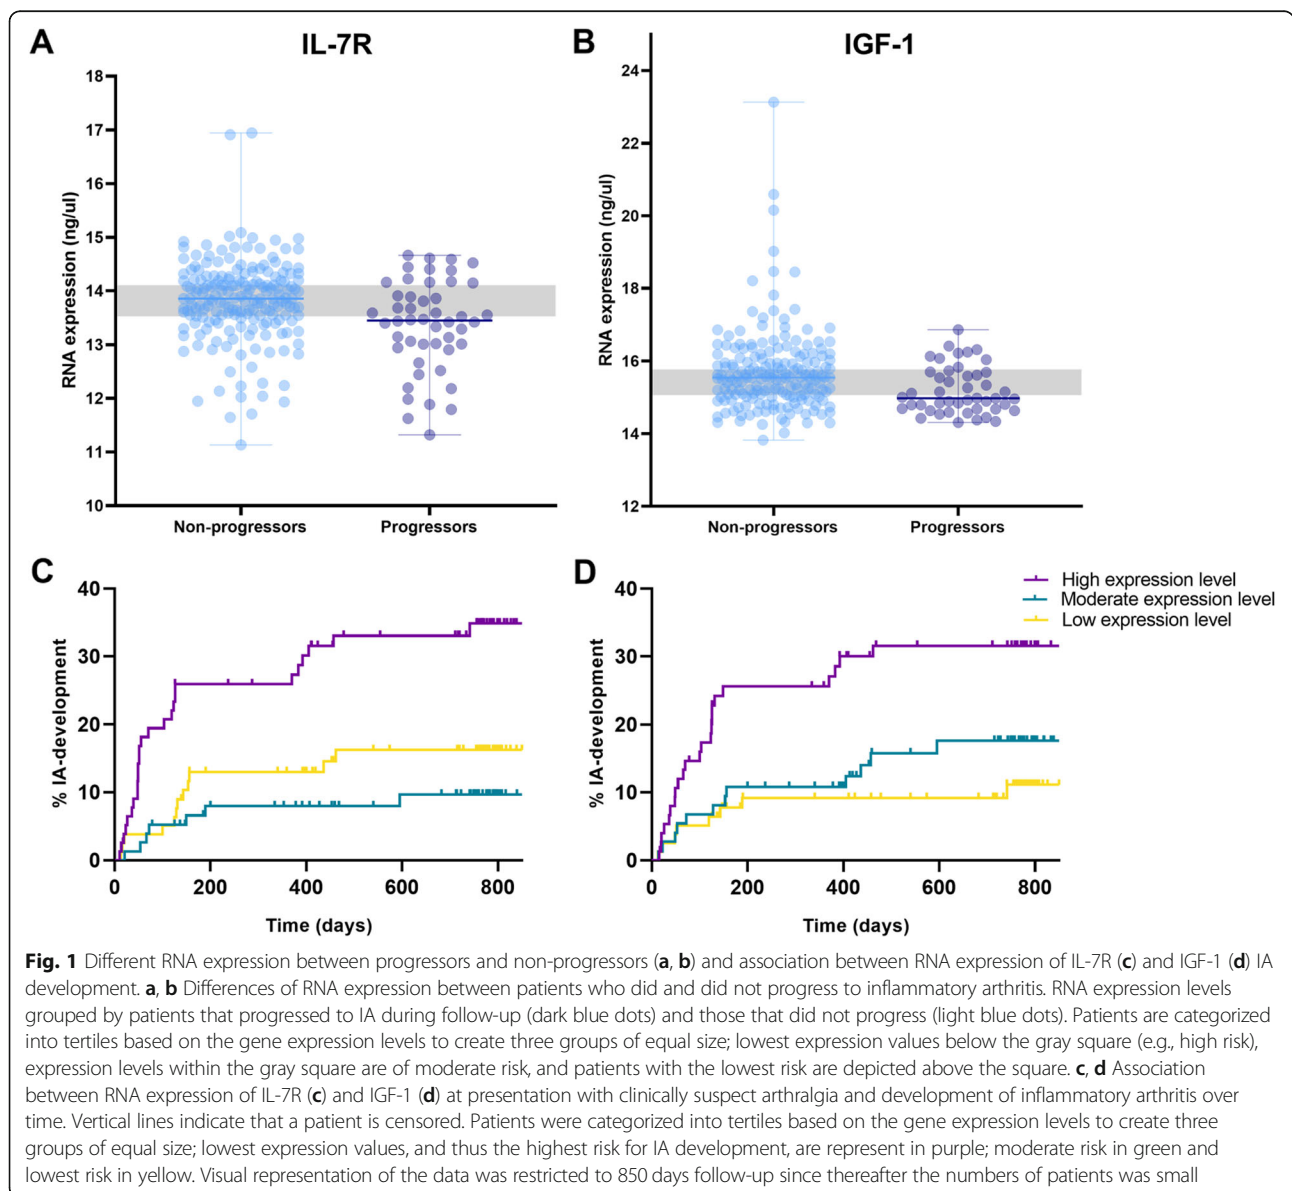 A
IL-7R
B
IGF-1
RNA expression (ng/ul)
18
17
16
15
14
13
12
11
10
Non-progressors
Progressors
RNA expression (ng/ul)
24
22
20
18
16
14
12
Non-progressors
Progressors
C
% IA-development
40
30
20
10
0
0 200 400 600 800
Time (days)
D
% IA-development
40
30
20
10
0
0 200 400 600 800
Time (days)
High expression level
Moderate expression level
Low expression level
Fig. 1 Different RNA expression between progressors and non-progressors (a, b) and association between RNA expression of IL-7R (c) and IGF-1 (d) IA
development. a, b Differences of RNA expression between patients who did and did not progress to inflammatory arthritis. RNA expression levels
grouped by patients that progressed to IA during follow-up (dark blue dots) and those that did not progress (light blue dots). Patients are categorized
into tertiles based on the gene expression levels to create three groups of equal size; lowest expression values below the gray square (e.g., high risk),
expression levels within the gray square are of moderate risk, and patients with the lowest risk are depicted above the square. c, d Association
between RNA expression of IL-7R (c) and IGF-1 (d) at presentation with clinically suspect arthralgia and development of inflammatory arthritis over
time. Vertical lines indicate that a patient is censored. Patients were categorized into tertiles based on the gene expression levels to create three
groups of equal size; lowest expression values, and thus the highest risk for IA development, are represent in purple; moderate risk in green and
lowest risk in yellow. Visual representation of the data was restricted to 850 days follow-up since thereafter the numbers of patients was small